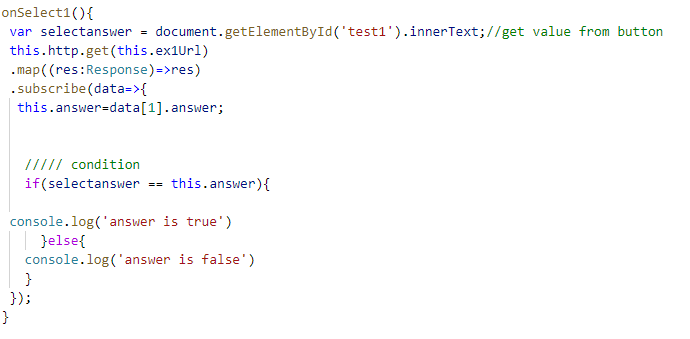 onSelect1(){
var selectanswer = document.getElementById('test1').innerText;//get value from button
this.http.get(this.ex1Url)
.map((res:Response)=>res)
.subscribe(data=>{
this.answer=data[1].answer;
///// condition
if(selectanswer == this.answer){
console.log('answer is true')
}else{
console.log('answer is false')
}
});
}